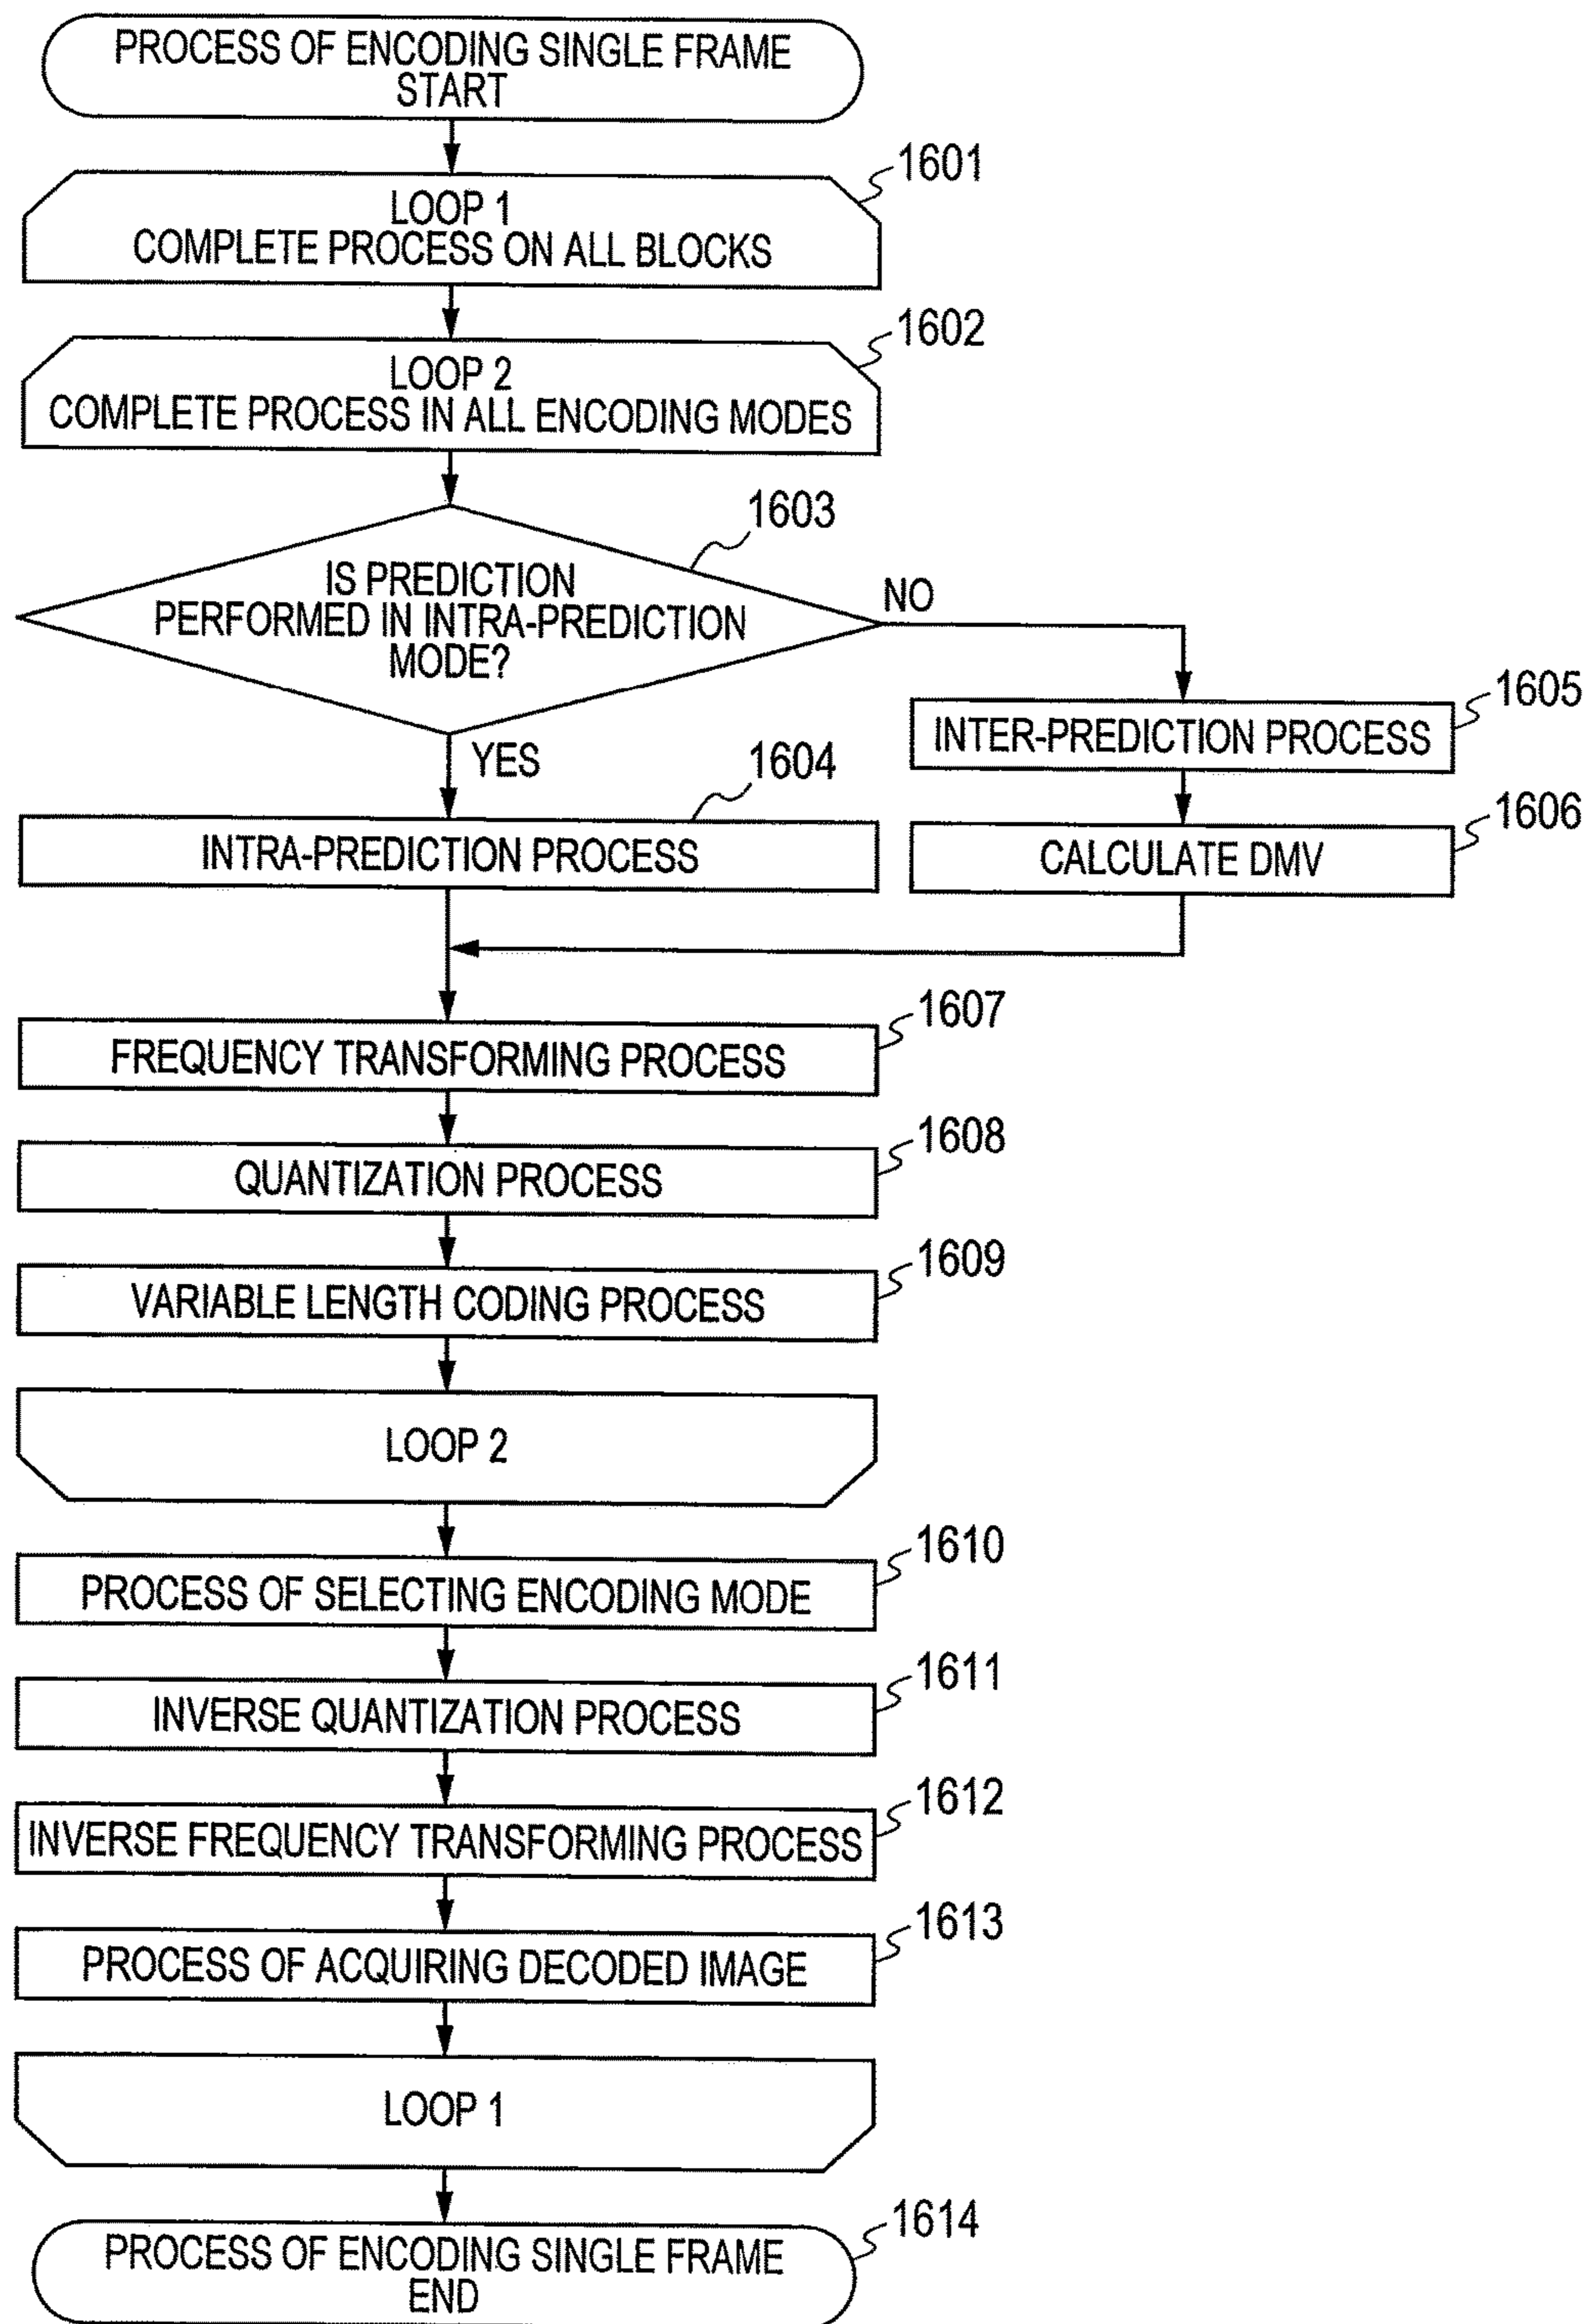 PROCESS OF ENCODING SINGLE FRAME
START
1601
LOOP 1
COMPLETE PROCESS ON ALL BLOCKS
1602
LOOP 2
COMPLETE PROCESS IN ALL ENCODING MODES
1603
IS PREDICTION
PERFORMED IN INTRA-PREDICTION
MODE?
NO
YES
1605
INTER-PREDICTION PROCESS
1604
INTRA-PREDICTION PROCESS
1606
CALCULATE DMV
1607
FREQUENCY TRANSFORMING PROCESS
1608
QUANTIZATION PROCESS
1609
VARIABLE LENGTH CODING PROCESS
LOOP 2
1610
PROCESS OF SELECTING ENCODING MODE
1611
INVERSE QUANTIZATION PROCESS
1612
INVERSE FREQUENCY TRANSFORMING PROCESS
1613
PROCESS OF ACQUIRING DECODED IMAGE
LOOP 1
1614
PROCESS OF ENCODING SINGLE FRAME
END